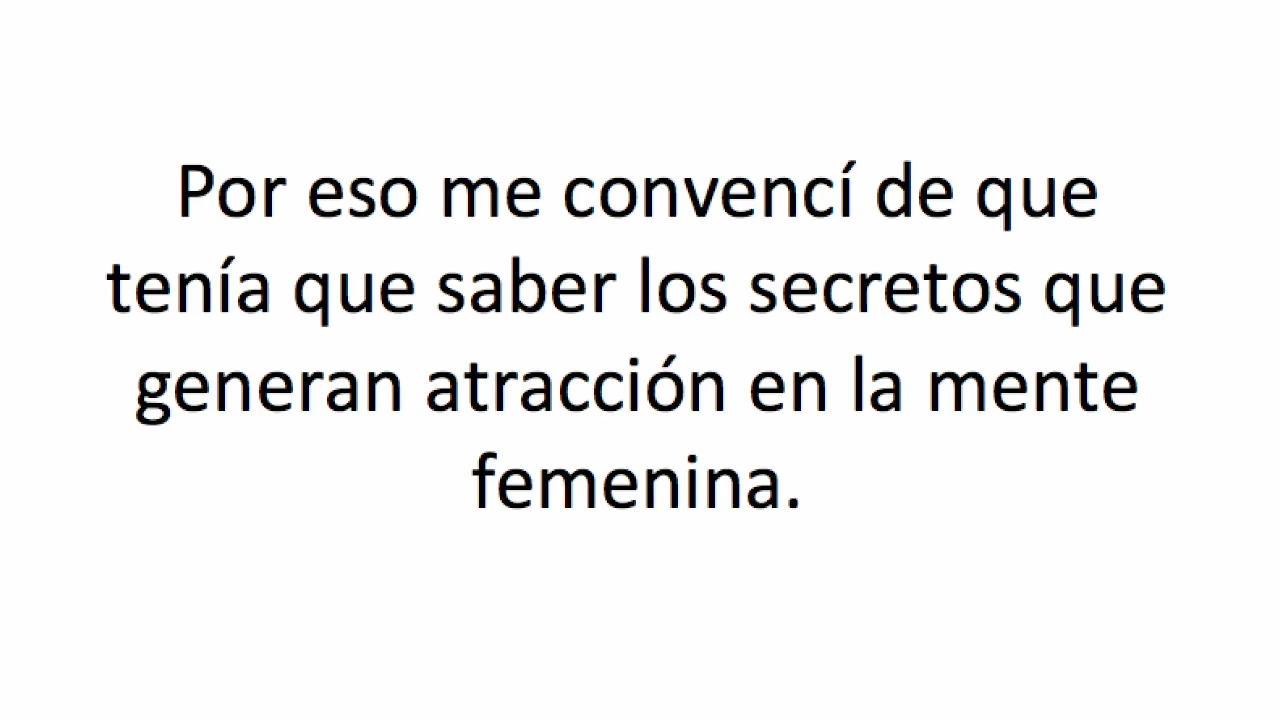 Por eso me convencí de que
tenía que saber los secretos que
generan atracción en la mente
femenina.